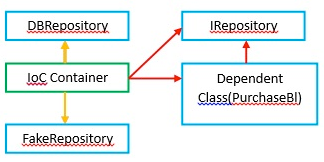 DBRepository
IRepository
IoC Container
Dependent
Class(PurchaseBl)
FakeRepository